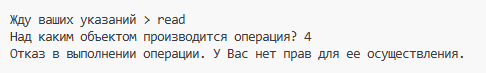 Жду ваших указаний > read
Над каким объектом производится операция? 4
Отказ в выполнении операции. У Вас нет прав для ее осуществления.